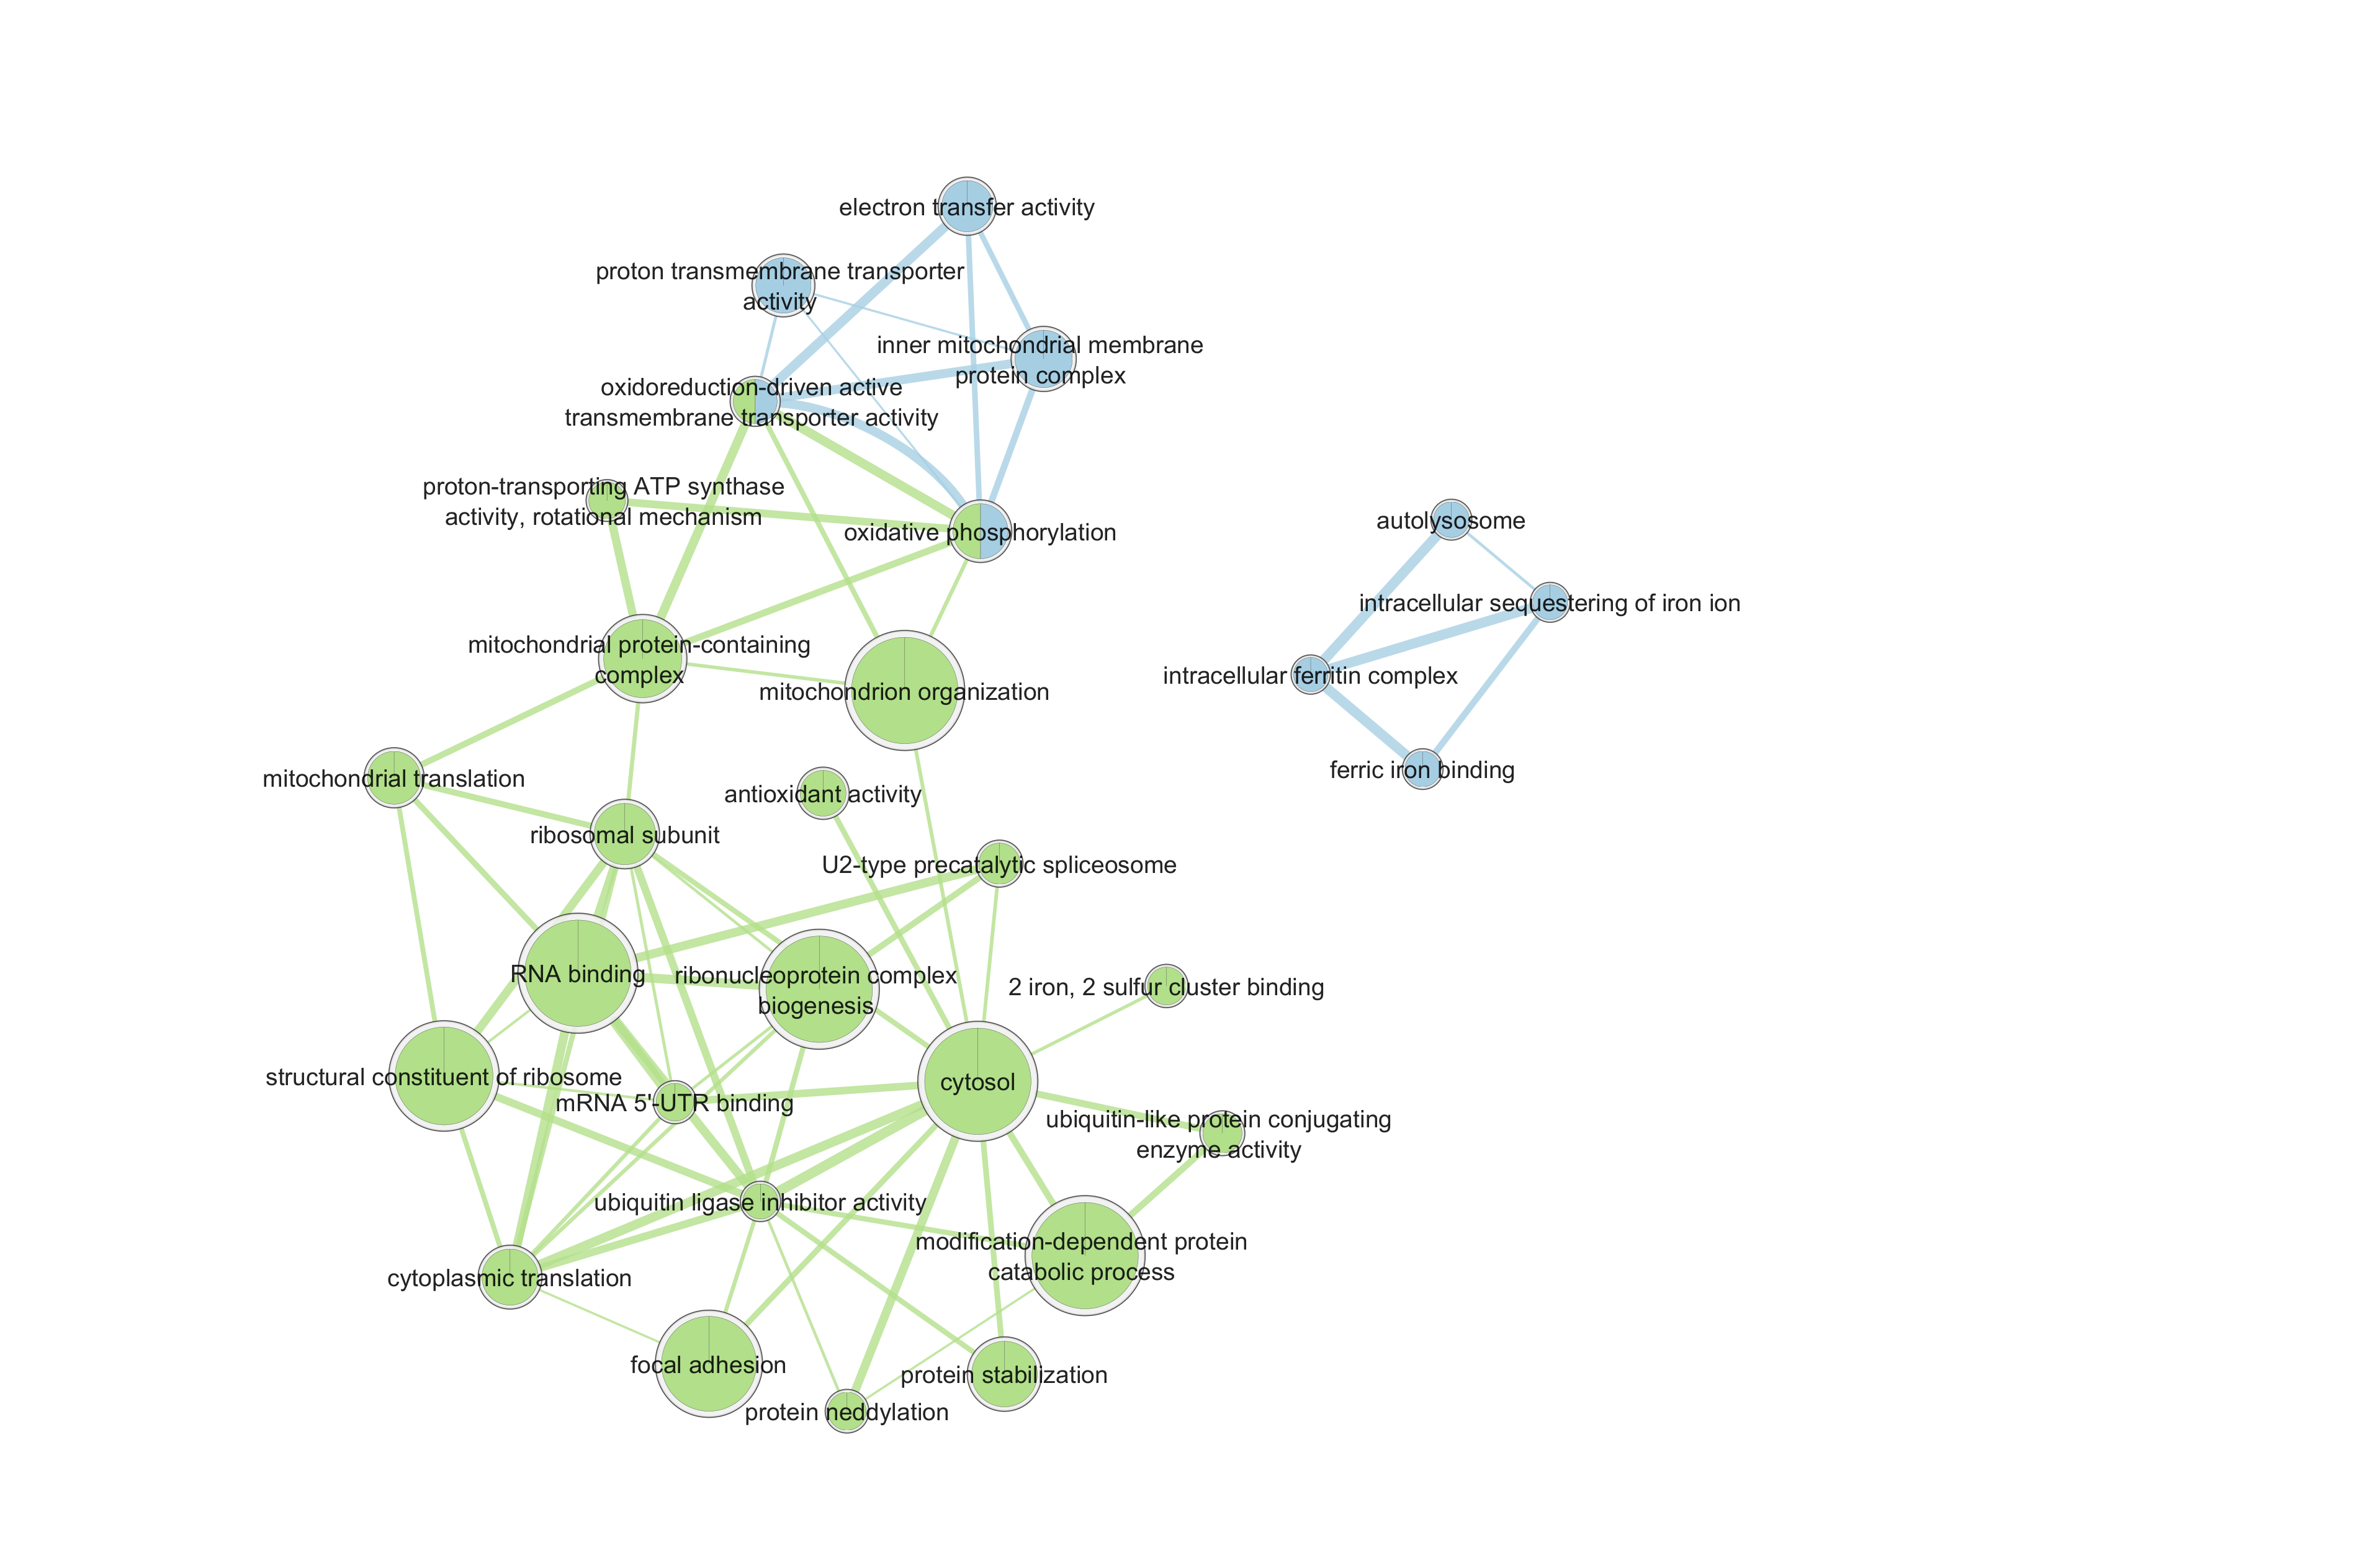 electron transfer activity
proton transmembrane transporter
activity
inner mitochondrial membrane
protein complex
oxidoreduction-driven active
transmembrane transporter activity
proton-transporting ATP synthase
activity, rotational mechanism
oxidative phosphorylation
autolysosome
intracellular sequestering of iron ion
mitochondrial protein-containing
complex
intracellular ferritin complex
mitochondrion organization
ferric iron binding
mitochondrial translation
antioxidant activity
ribosomal subunit
U2-type precatalytic spliceosome
RNA binding
ribonucleoprotein complex
biogenesis
2 iron, 2 sulfur cluster binding
structural constituent of ribosome
cytosol
mRNA 5'-UTR binding
ubiquitin-like protein conjugating
enzyme activity
ubiquitin ligase inhibitor activity
modification-dependent protein
catabolic process
cytoplasmic translation
focal adhesion
protein stabilization
protein neddylation